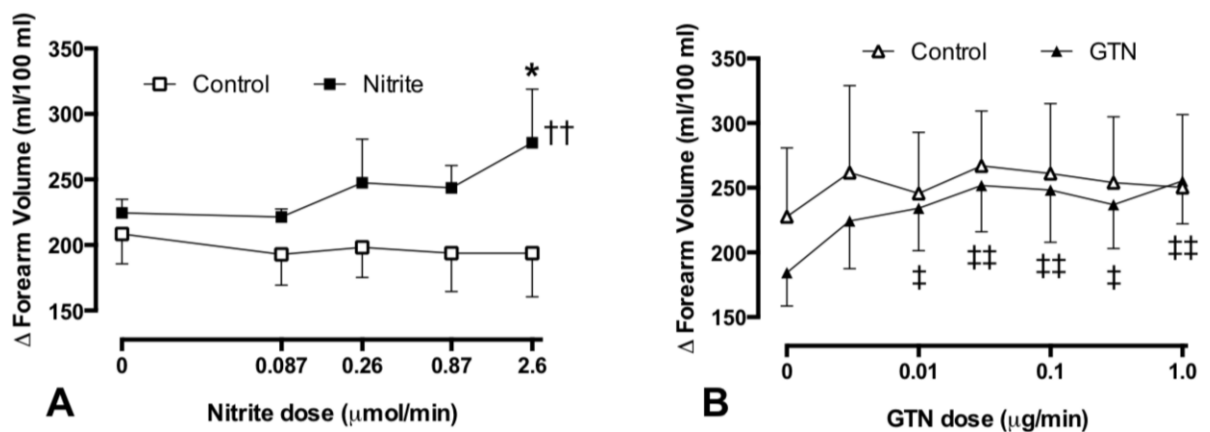 Δ Forearm Volume (ml/100 ml)
350
300
250
200
150
Control
Nitrite
*
††
0
0.087
0.26
0.87
2.6
A
Nitrite dose (μmol/min)
Δ Forearm Volume (ml/100 ml)
350
300
250
200
150
Control
GTN
‡
‡‡
‡‡
‡
‡‡
0
0.01
0.1
1.0
B
GTN dose (μg/min)